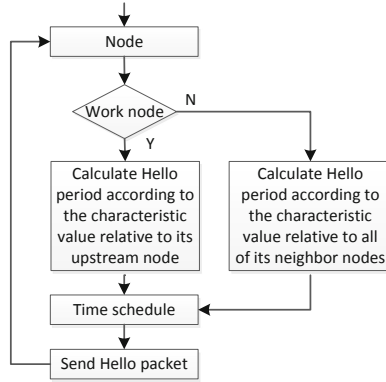 Node
Work node
N
Y
Calculate Hello
period according to
the characteristic
value relative to its
upstream node
Calculate Hello
period according to
the characteristic
value relative to all
of its neighbor nodes
Time schedule
Send Hello packet